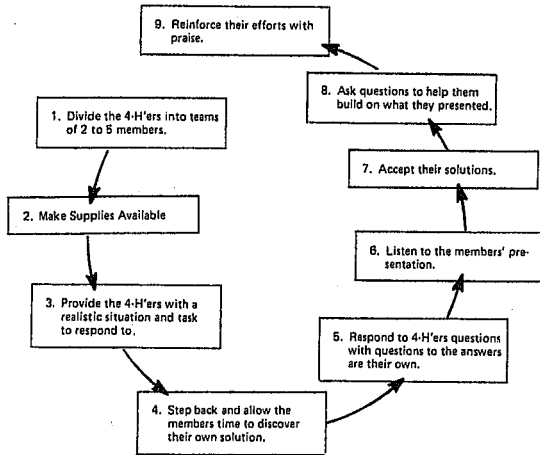 9. Reinforce their efforts with
praise.
8. Ask questions to help them
build on what they presented.
1. Divide the 4-H'ers into teams
of 2 to 5 members.
7. Accept their solutions.
2. Make Supplies Available
6. Listen to the members' pre-
sentation.
3. Provide the 4-H'ers with a
realistic situation and task
to respond to.
5. Respond to 4-H'ers questions
with questions to the answers
are their own.
4. Step back and allow the
members time to discover
their own solution.